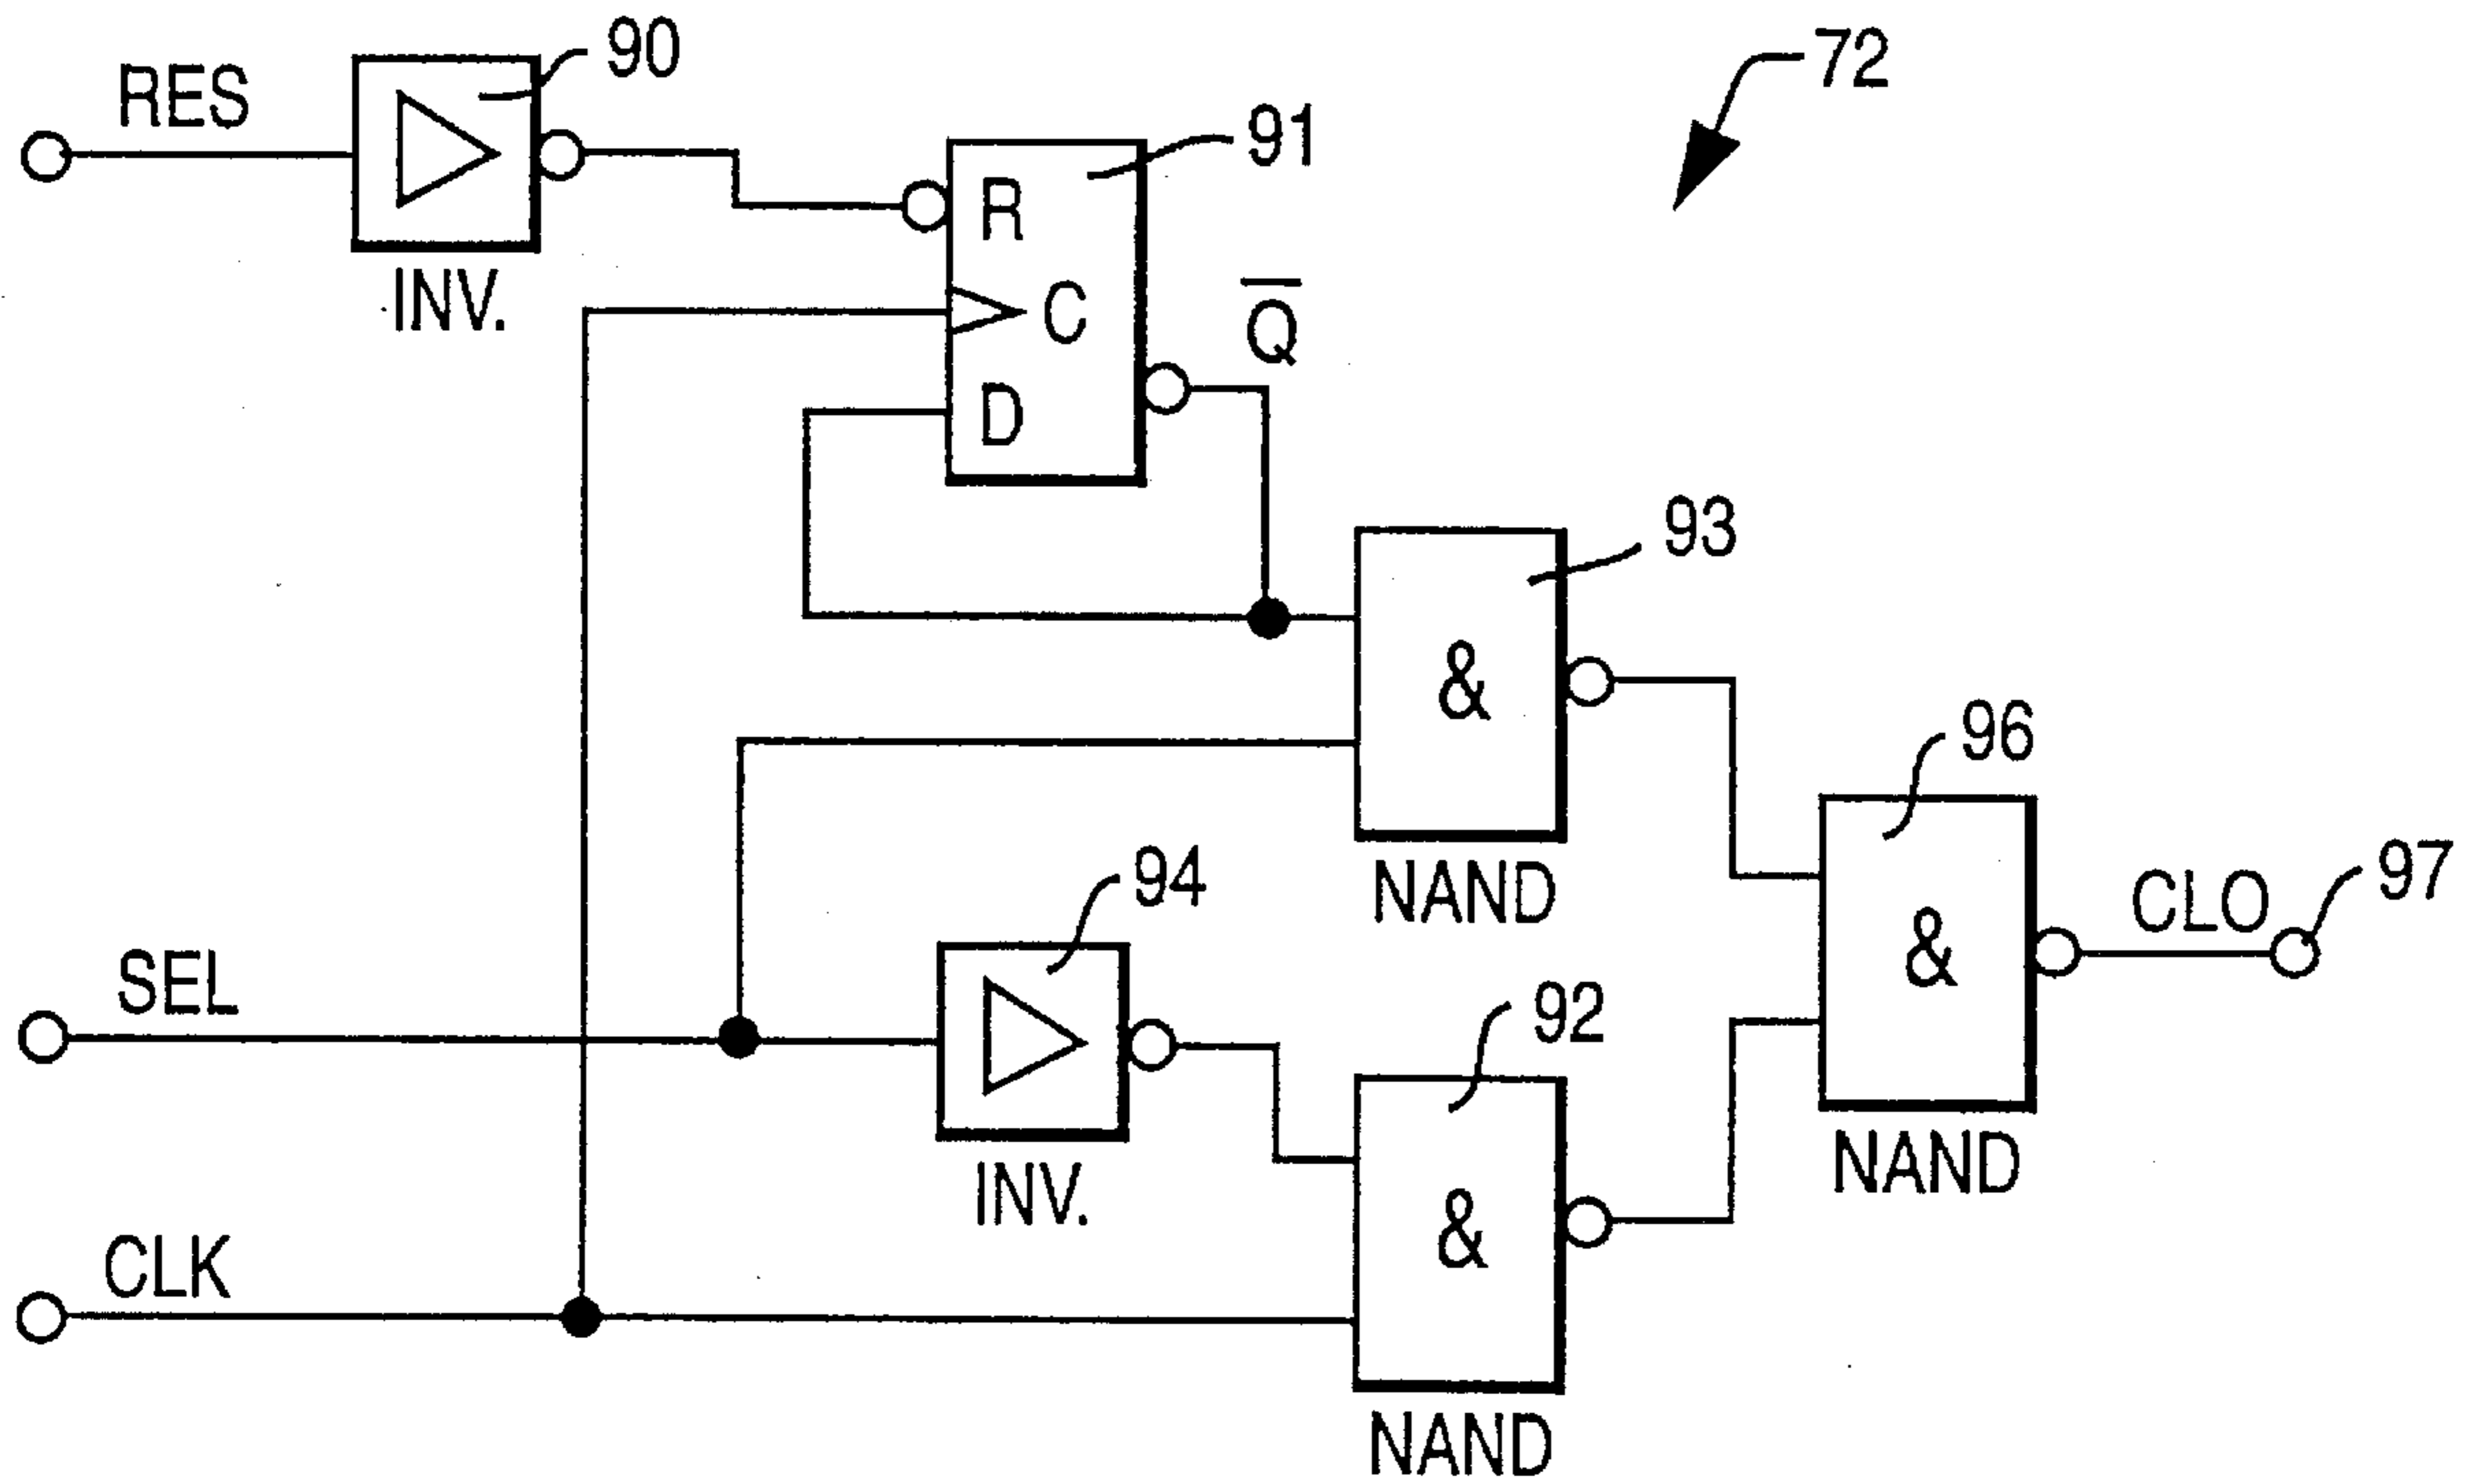 72
RES
90
INV.
91
R
C
D
Q̅
93
&
NAND
96
&
NAND
CLO
97
SEL
94
INV.
92
&
NAND
CLK